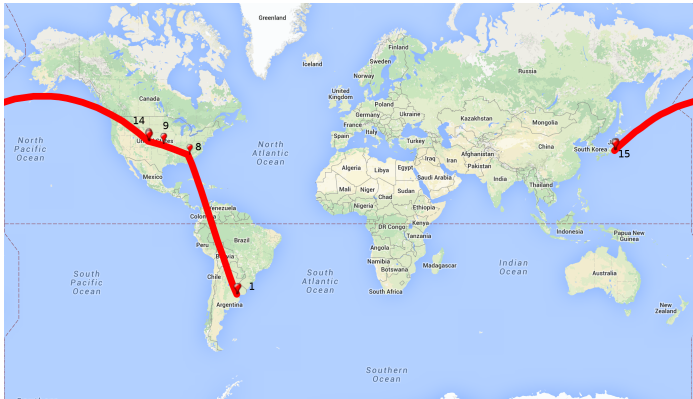 Greenland
Iceland
Finland
Sweden
Norway
Russia
United
Kingdom
Poland
Germany
Ukraine
France
Spain
Italy
Turkey
Kazakhstan
Mongolia
China
South Korea
15
Canada
14
9
8
North
Pacific
Ocean
North
Atlantic
Ocean
Mexico
Algeria
Libya
Egypt
Iraq
Iran
Afghanistan
Pakistan
Saudi Arabia
India
Thailand
Mali
Niger
Chad
Sudan
Nigeria
Ethiopia
Kenya
DR Congo
Tanzania
Angola
Namibia
Botswana
Madagascar
South Africa
Venezuela
Brazil
Peru
Chile
Argentina
1
Indonesia
Papua New
Guinea
Australia
New
Zealand
South
Pacific
Ocean
South
Atlantic
Ocean
Indian
Ocean
Southern
Ocean